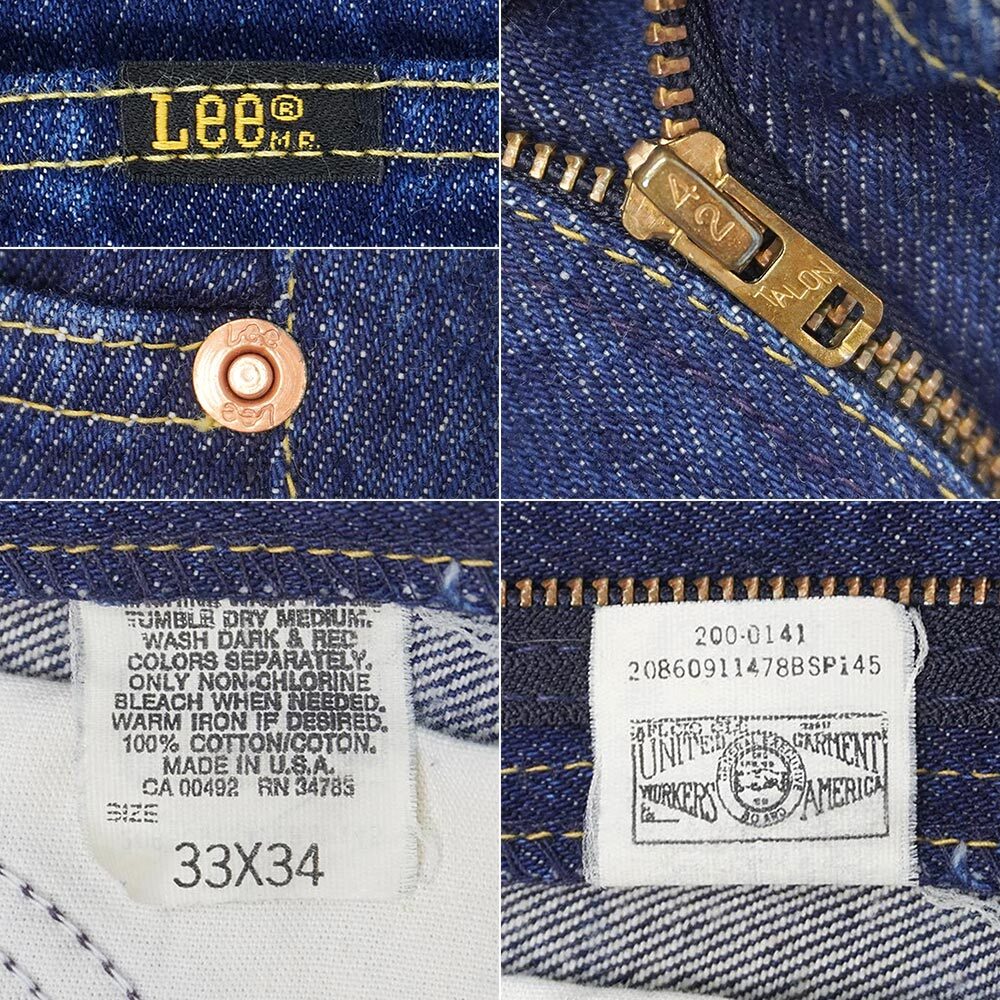 Lee® M.R.
42
TALON
Lee
Lee
TUMBLE DRY MEDIUM.
WASH DARK & RED
COLORS SEPARATELY.
ONLY NON-CHLORINE
BLEACH WHEN NEEDED.
WARM IRON IF DESIRED.
100% COTTON/COTON.
MADE IN U.S.A.
CA 00492 RN 34785
SIZE
33X34
200-0141
20860911478BSP145
UNITED GARMENT
WORKERS AMERICA